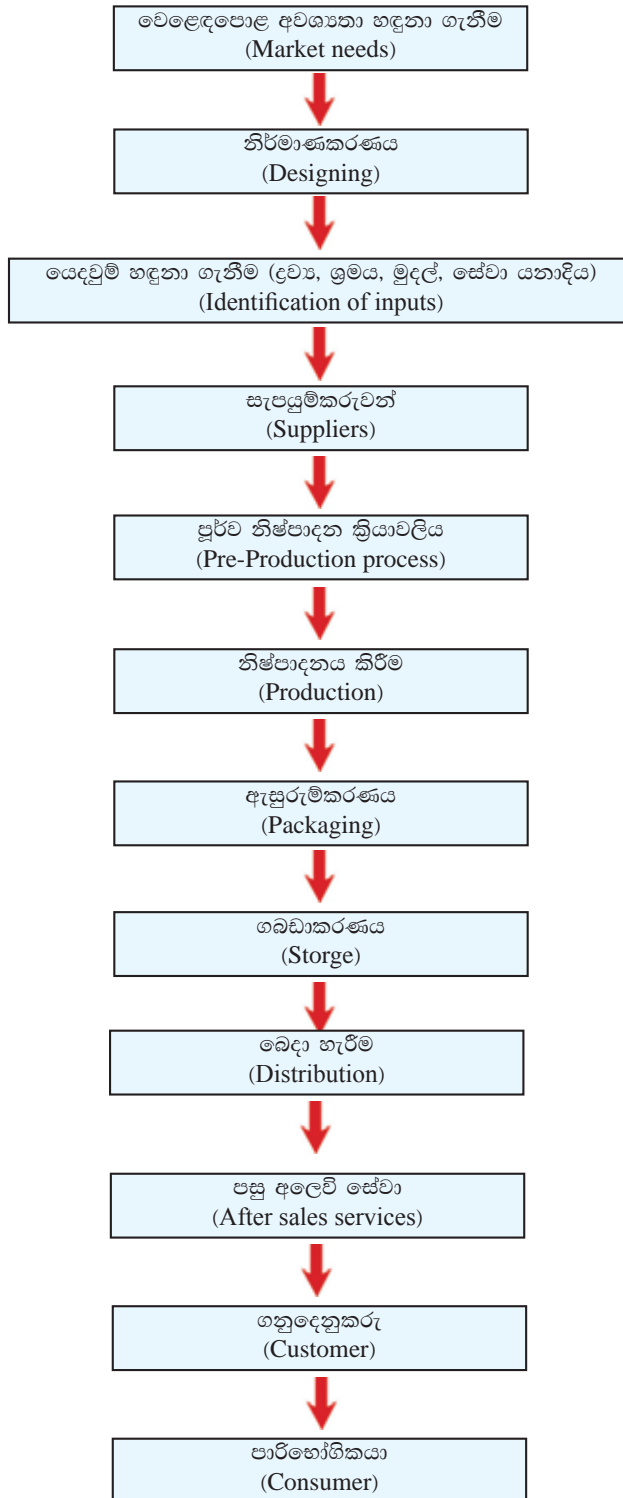 වෙළෙඳපොළ අවශ්‍යතා හඳුනා ගැනීම
(Market needs)
නිර්මාණකරණය
(Designing)
යෙදවුම් හඳුනා ගැනීම (ද්‍රව්‍ය, ශ්‍රමය, මුදල්, සේවා යනාදිය)
(Identification of inputs)
සැපයුම්කරුවන්
(Suppliers)
පූර්ව නිෂ්පාදන ක්‍රියාවලිය
(Pre-Production process)
නිෂ්පාදනය කිරීම
(Production)
ඇසුරුම්කරණය
(Packaging)
ගබඩාකරණය
(Storge)
බෙදා හැරීම
(Distribution)
පසු අලෙවි සේවා
(After sales services)
ගනුදෙනුකරු
(Customer)
පාරිභෝගිකයා
(Consumer)